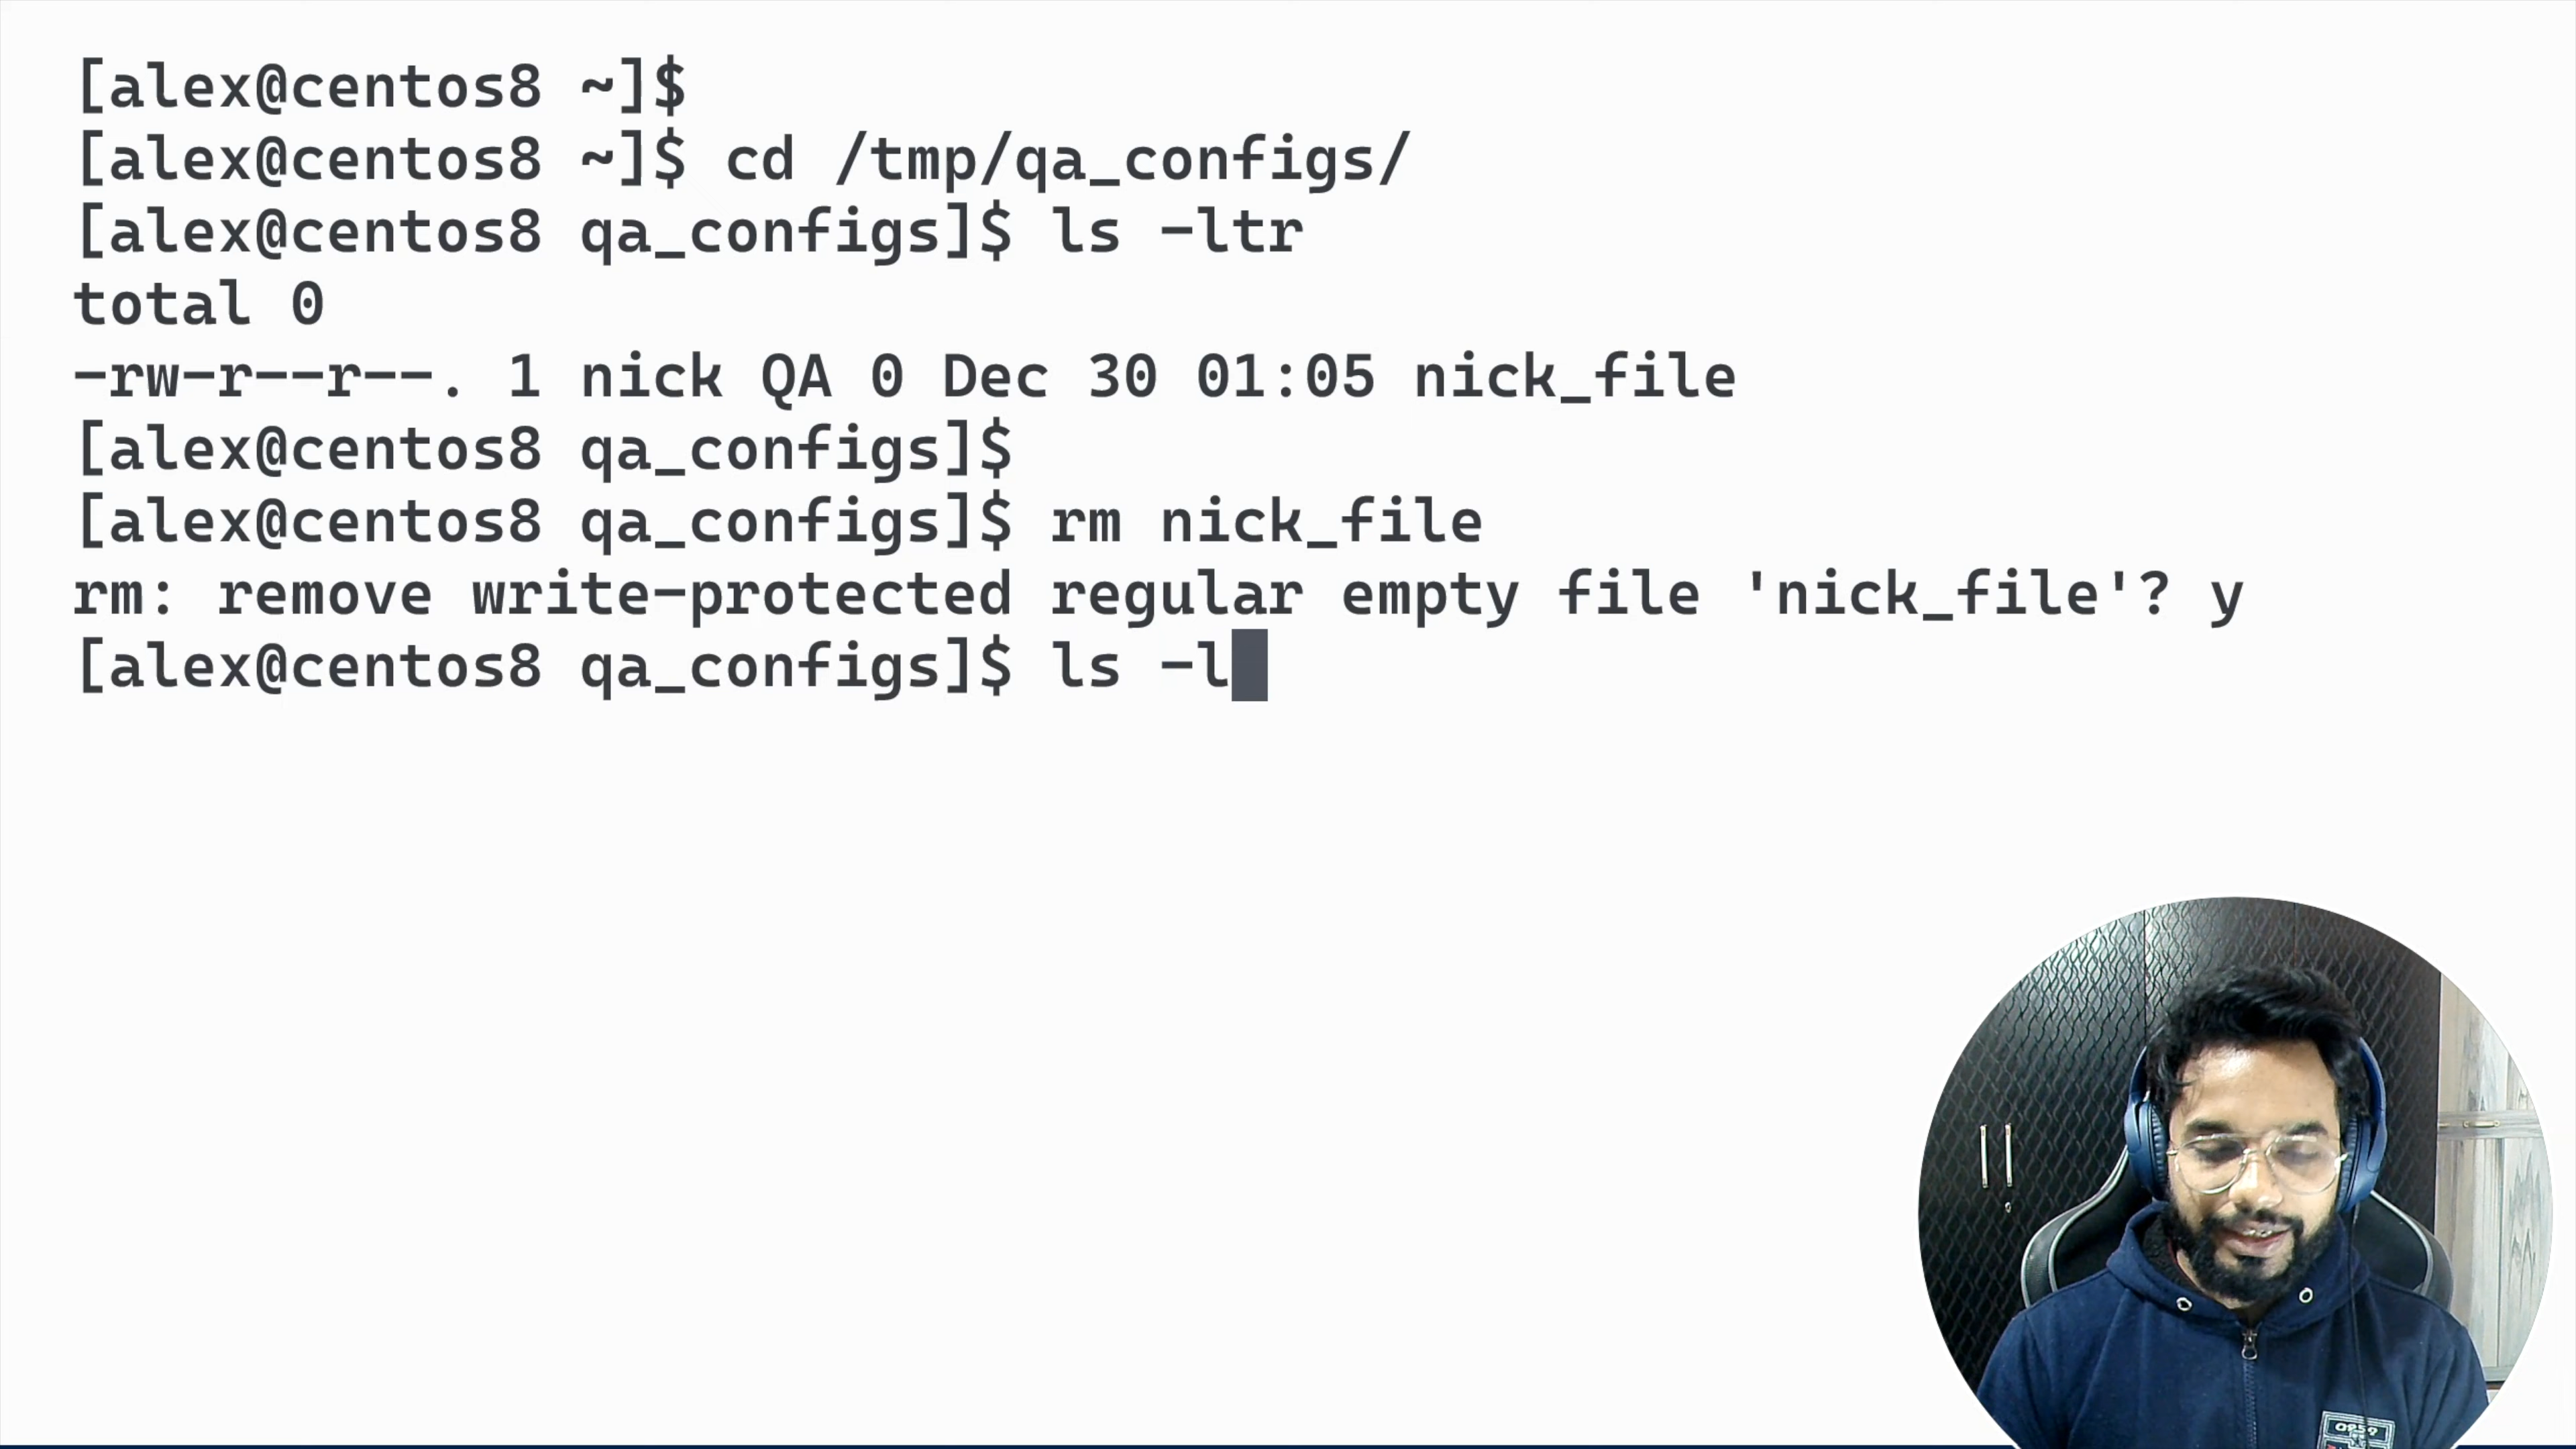 [alex@centos8 ~]$
[alex@centos8 ~]$ cd /tmp/qa_configs/
[alex@centos8 qa_configs]$ ls -ltr
total 0
-rw-r--r--. 1 nick QA 0 Dec 30 01:05 nick_file
[alex@centos8 qa_configs]$
[alex@centos8 qa_configs]$ rm nick_file
rm: remove write-protected regular empty file 'nick_file'? y
[alex@centos8 qa_configs]$ ls -l